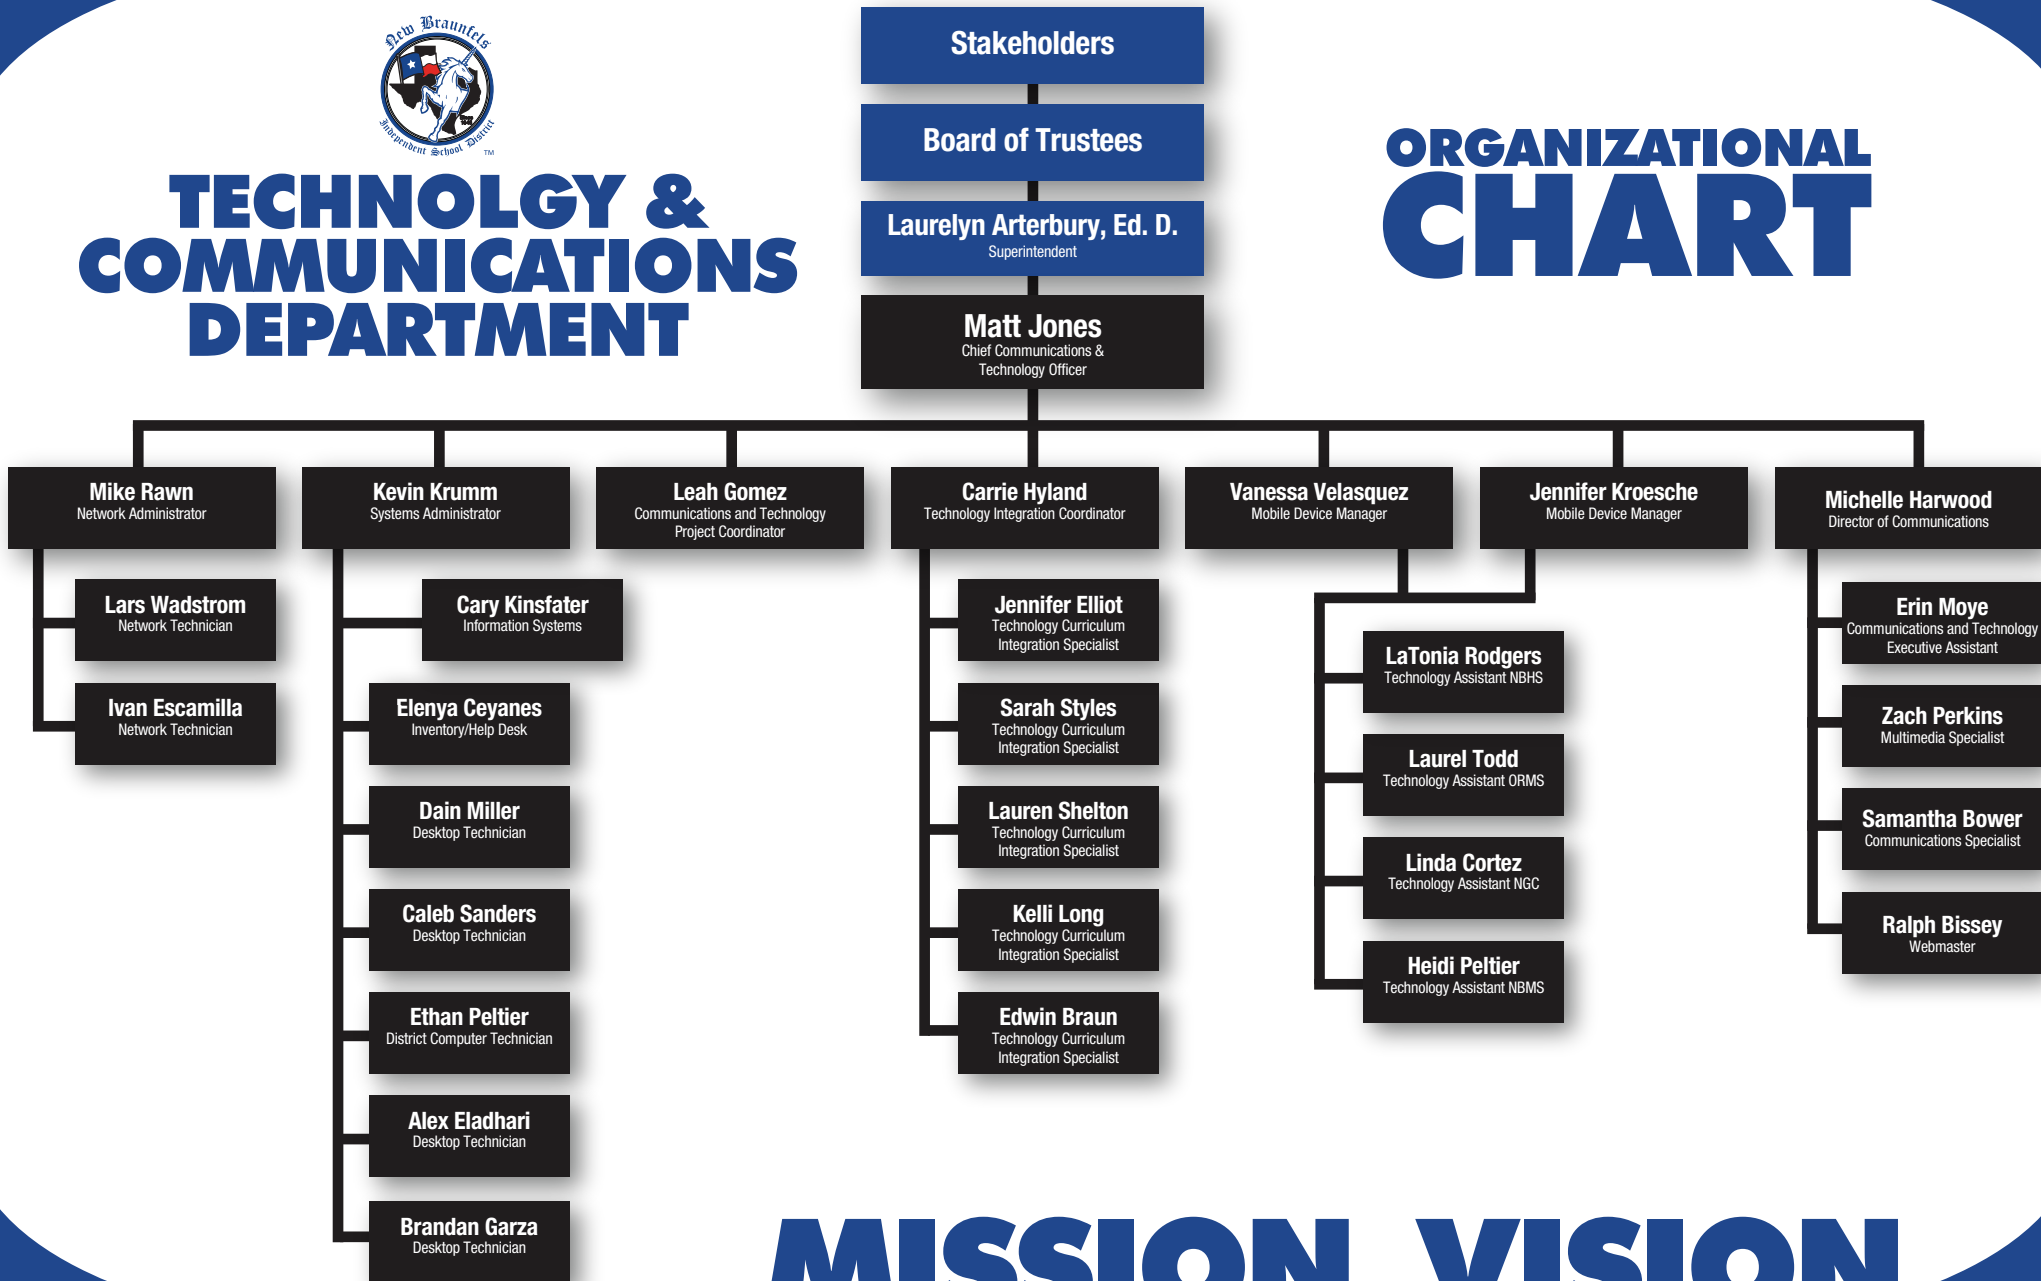 New Braunfels
Independent School District
TM
TECHNOLGY &
COMMUNICATIONS
DEPARTMENT
Stakeholders
Board of Trustees
Laurelyn Arterbury, Ed. D.
Superintendent
Matt Jones
Chief Communications &
Technology Officer
ORGANIZATIONAL
CHART
Mike Rawn
Network Administrator
Lars Wadstrom
Network Technician
Ivan Escamilla
Network Technician
Kevin Krumm
Systems Administrator
Cary Kinsfater
Information Systems
Elenya Ceyanes
Inventory/Help Desk
Dain Miller
Desktop Technician
Caleb Sanders
Desktop Technician
Ethan Peltier
District Computer Technician
Alex Eladhari
Desktop Technician
Brandan Garza
Desktop Technician
Leah Gomez
Communications and Technology
Project Coordinator
Carrie Hyland
Technology Integration Coordinator
Jennifer Elliot
Technology Curriculum
Integration Specialist
Sarah Styles
Technology Curriculum
Integration Specialist
Lauren Shelton
Technology Curriculum
Integration Specialist
Kelli Long
Technology Curriculum
Integration Specialist
Edwin Braun
Technology Curriculum
Integration Specialist
Vanessa Velasquez
Mobile Device Manager
Jennifer Kroesche
Mobile Device Manager
LaTonia Rodgers
Technology Assistant NBHS
Laurel Todd
Technology Assistant ORMS
Linda Cortez
Technology Assistant NGC
Heidi Peltier
Technology Assistant NBMS
Michelle Harwood
Director of Communications
Erin Moye
Communications and Technology
Executive Assistant
Zach Perkins
Multimedia Specialist
Samantha Bower
Communications Specialist
Ralph Bissey
Webmaster
MISSION VISION